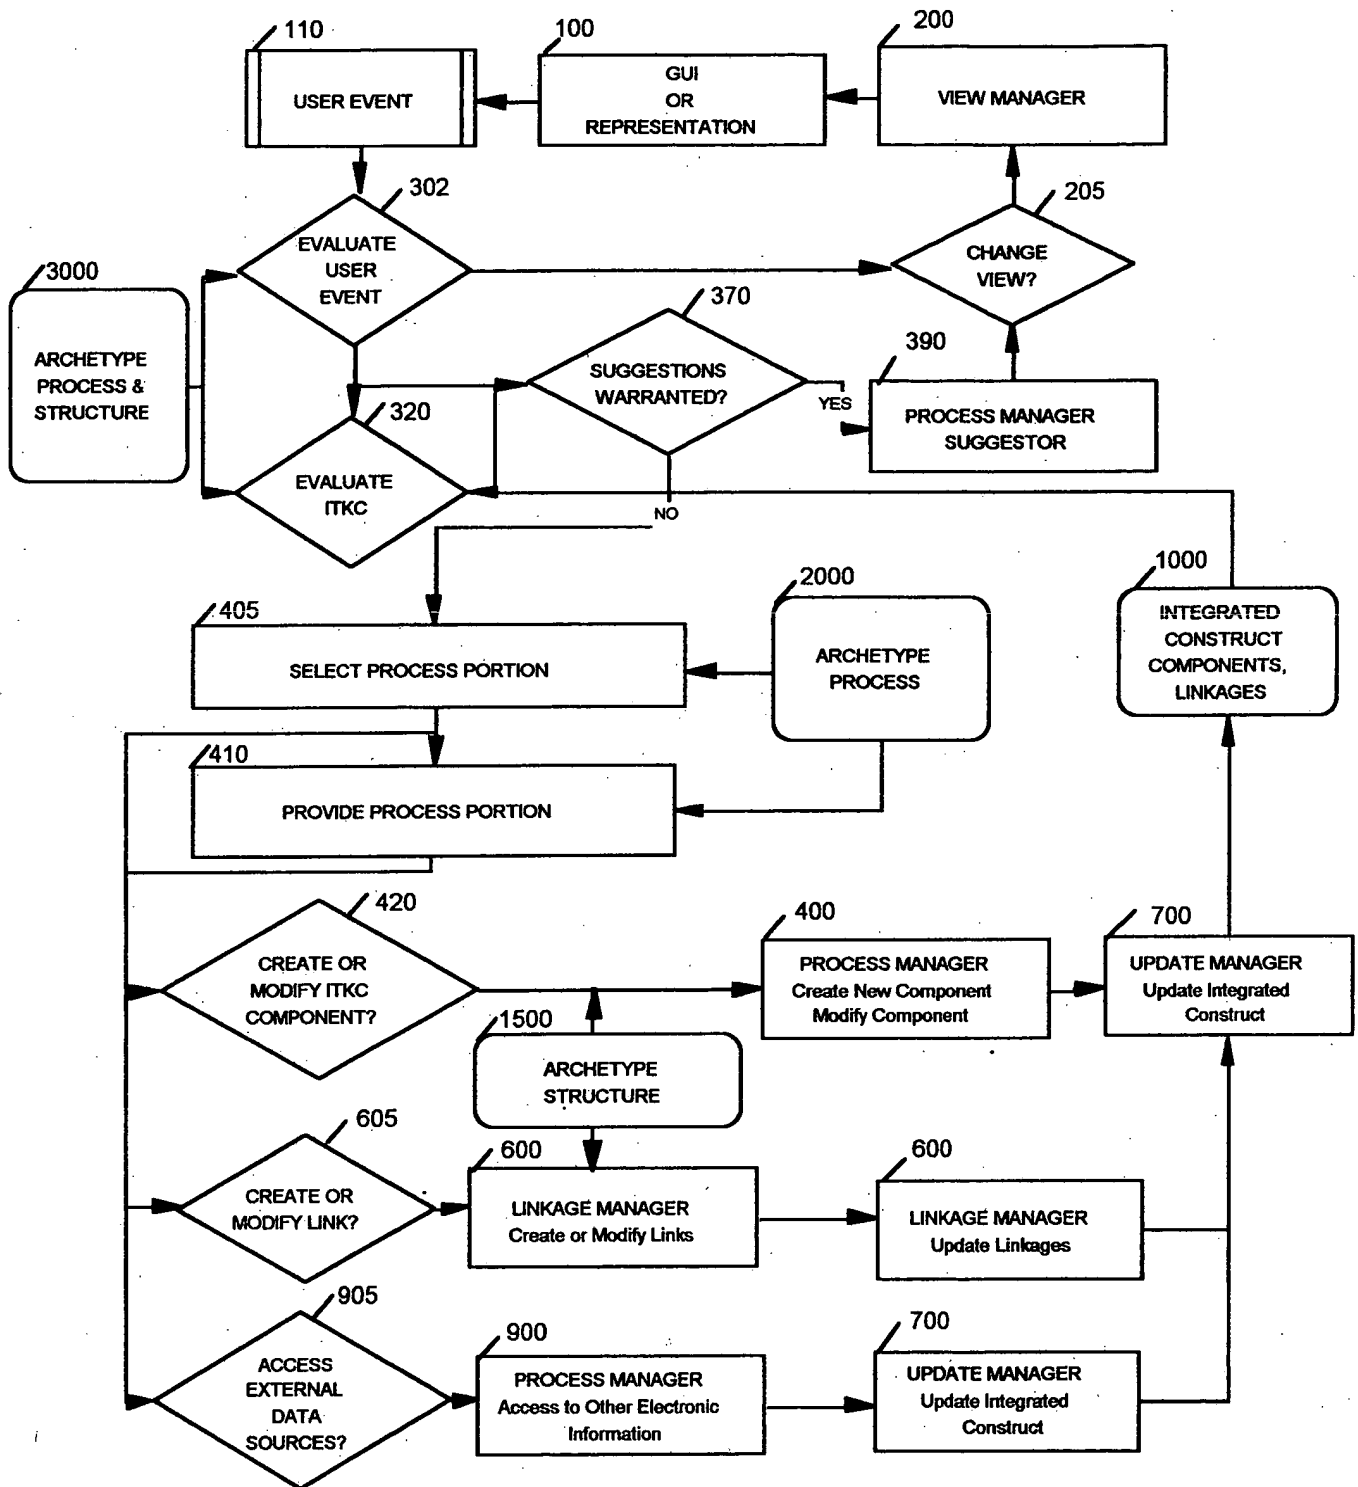 110
USER EVENT
100
GUI
OR
REPRESENTATION
200
VIEW MANAGER
302
EVALUATE
USER
EVENT
205
CHANGE
VIEW?
3000
ARCHETYPE
PROCESS &
STRUCTURE
370
SUGGESTIONS
WARRANTED?
YES
NO
390
PROCESS MANAGER
SUGGESTOR
320
EVALUATE
ITKC
405
SELECT PROCESS PORTION
2000
ARCHETYPE
PROCESS
1000
INTEGRATED
CONSTRUCT
COMPONENTS,
LINKAGES
410
PROVIDE PROCESS PORTION
420
CREATE OR
MODIFY ITKC
COMPONENT?
400
PROCESS MANAGER
Create New Component
Modify Component
700
UPDATE MANAGER
Update Integrated
Construct
1500
ARCHETYPE
STRUCTURE
605
CREATE OR
MODIFY LINK?
600
LINKAGE MANAGER
Create or Modify Links
600
LINKAGE MANAGER
Update Linkages
905
ACCESS
EXTERNAL
DATA
SOURCES?
900
PROCESS MANAGER
Access to Other Electronic
Information
700
UPDATE MANAGER
Update Integrated
Construct